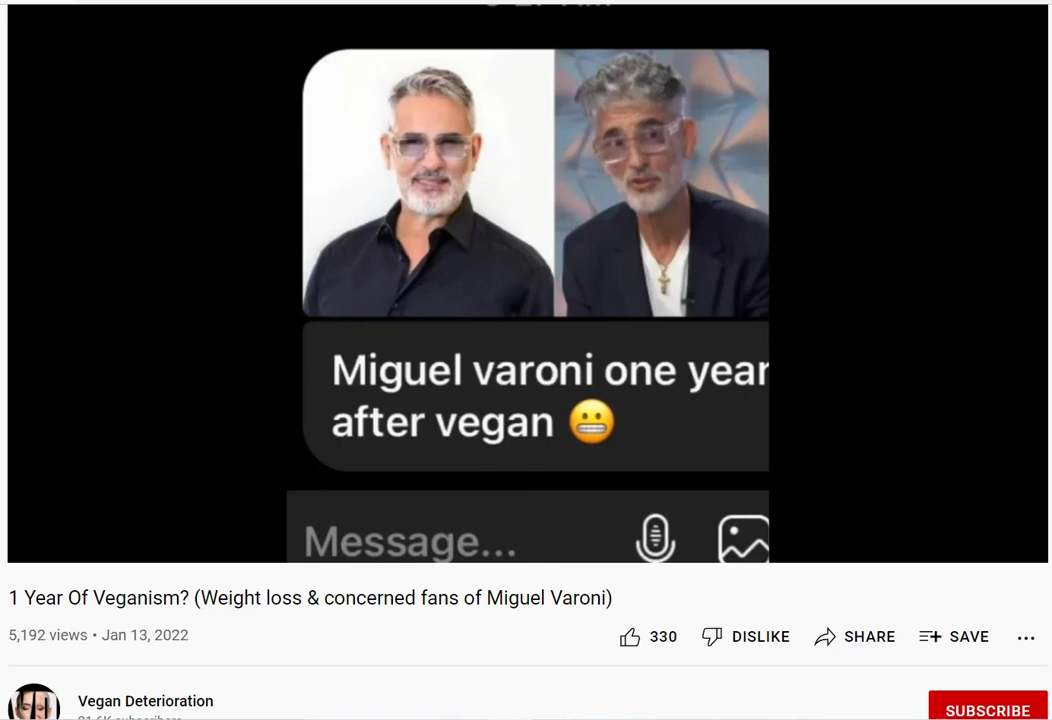 Miguel varoni one year
after vegan 😬
Message...
1 Year Of Veganism? (Weight loss & concerned fans of Miguel Varoni)
5,192 views • Jan 13, 2022
330
DISLIKE
SHARE
SAVE
Vegan Deterioration
SUBSCRIBE